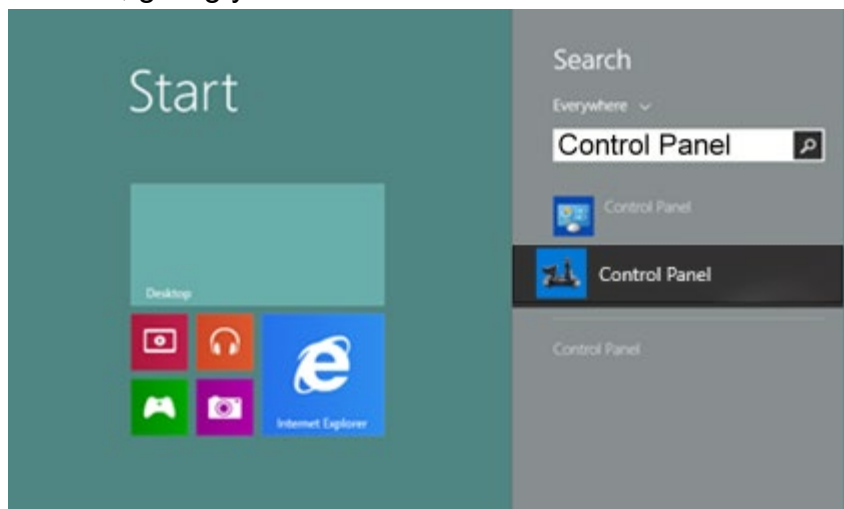 Start
Desktop
Internet Explorer
Search
Everywhere
Control Panel
Control Panel
Control Panel
Control Panel